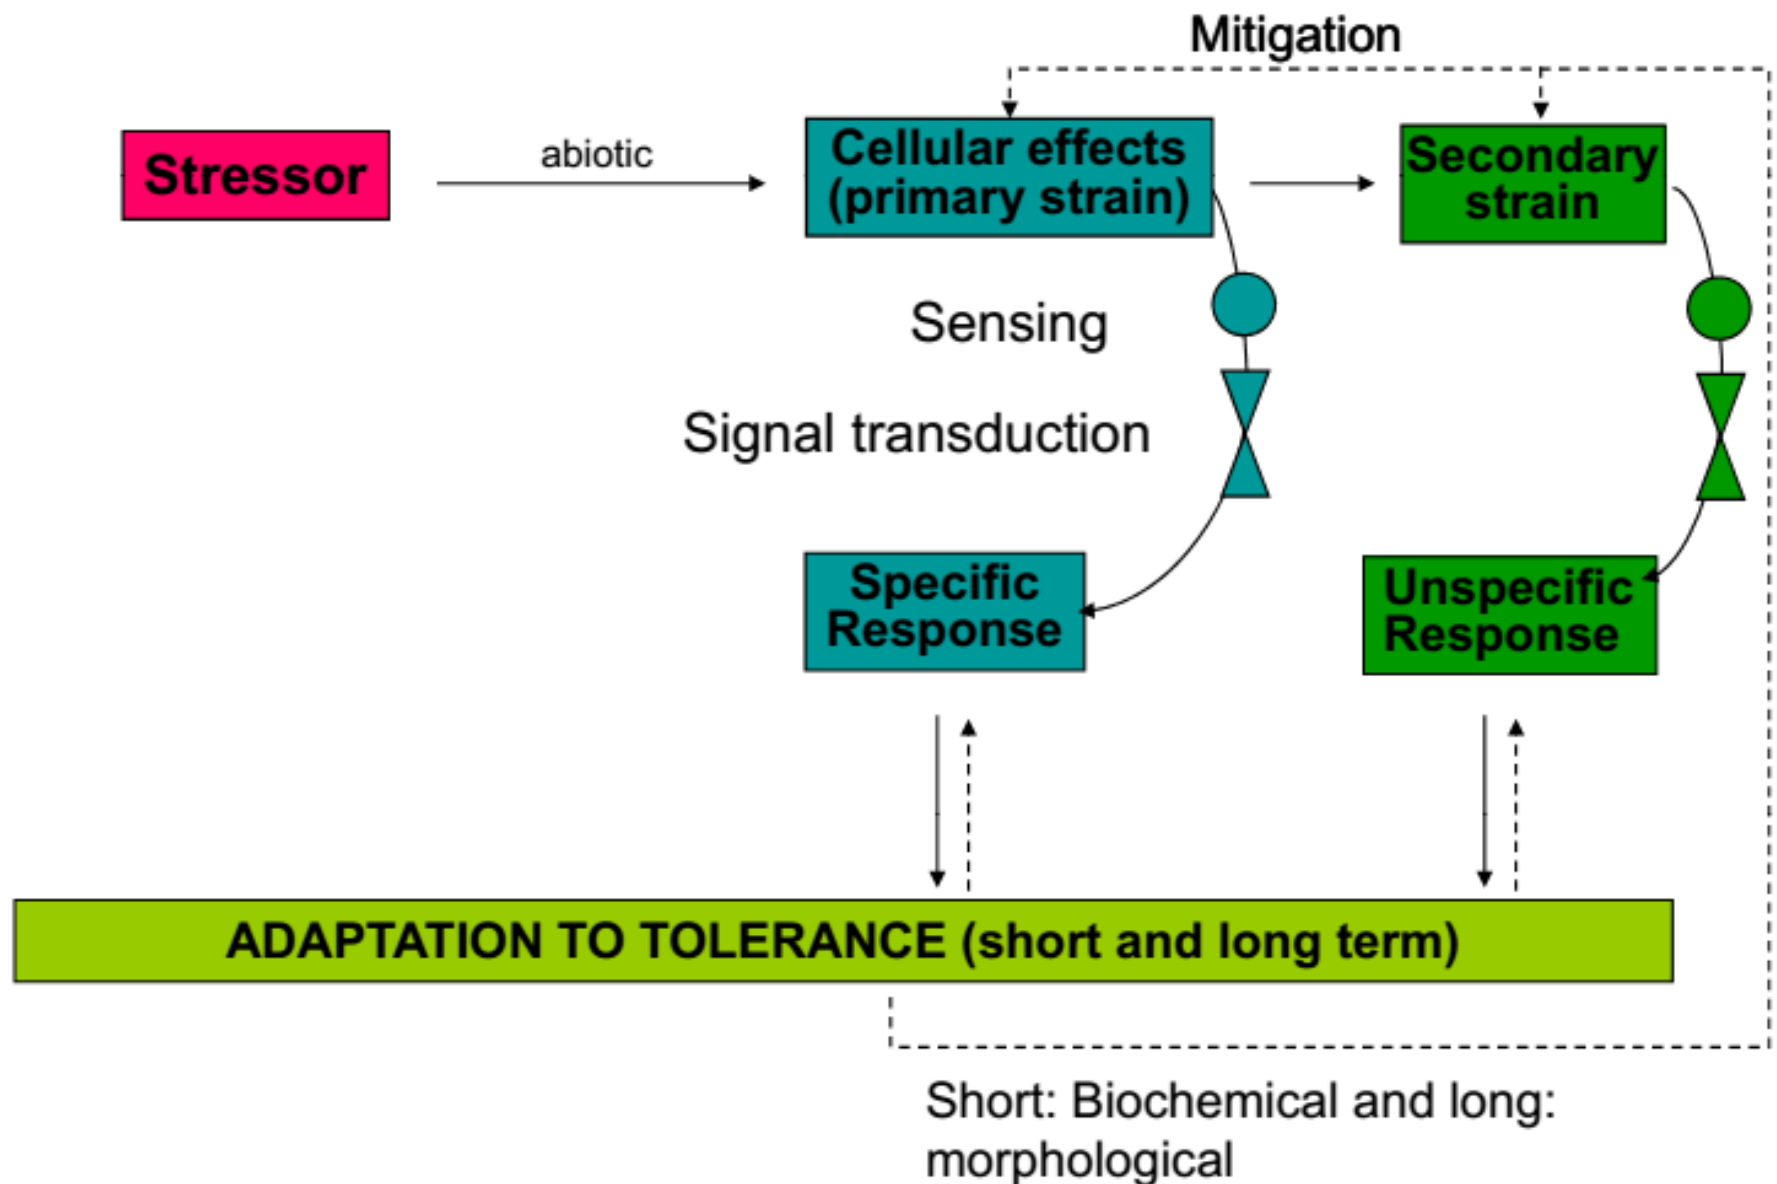 Mitigation
Stressor
abiotic
Cellular effects
(primary strain)
Secondary
strain
Sensing
Signal transduction
Specific
Response
Unspecific
Response
ADAPTATION TO TOLERANCE (short and long term)
Short: Biochemical and long:
morphological